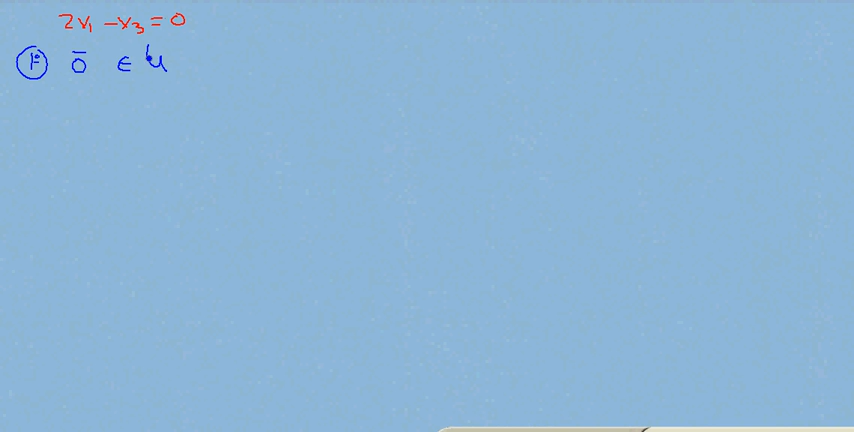 2v₁ - v₃ = 0
1° 0̄ ∈ U